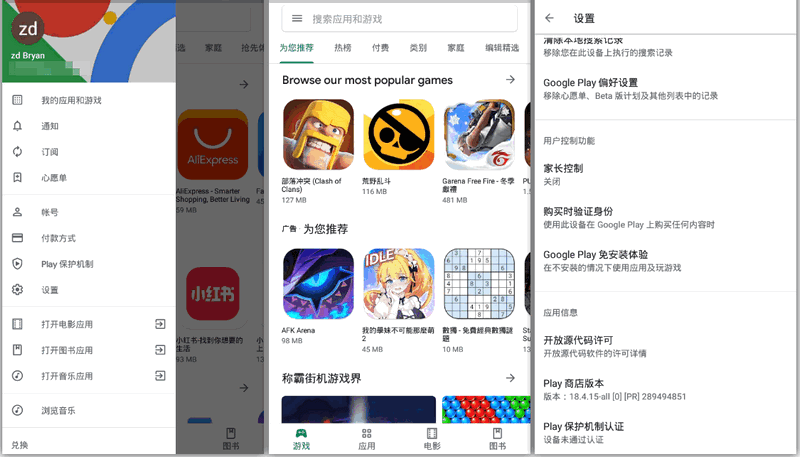 zd
zd Bryan
我的应用和游戏
通知
订阅
心愿单
帐号
付款方式
Play 保护机制
设置
打开电影应用
打开图书应用
打开音乐应用
浏览音乐
兑换
选
家庭
抢先体
AliExpress
AliExpress - Smarter
Shopping, Better Living
59 MB
小红书
小红书-找到你想要的
生活
93 MB
图书
搜索应用和游戏
为您推荐
热榜
付费
类别
家庭
编辑精选
Browse our most popular games
部落冲突 (Clash of
Clans)
127 MB
荒野乱斗
116 MB
Garena Free Fire - 冬季
獻禮
481 MB
PU
1.5
广告 · 为您推荐
AFK Arena
98 MB
IDLE
我的學妹不可能那麼萌
2
45 MB
數獨 - 免費經典數獨謎
題
10 MB
Sta
Su
称霸街机游戏界
游戏
应用
电影
图书
设置
清除本地搜索记录
移除您在此设备上执行的搜索记录
Google Play 偏好设置
移除心愿单、Beta 版计划及其他列表中的记录
用户控制功能
家长控制
关闭
购买时验证身份
使用此设备在 Google Play 上购买任何内容时
Google Play 免安装体验
在不安装的情况下使用应用及玩游戏
应用信息
开放源代码许可
开放源代码软件的许可详情
Play 商店版本
版本：18.4.15-all [0] [PR] 289494851
Play 保护机制认证
设备未通过认证